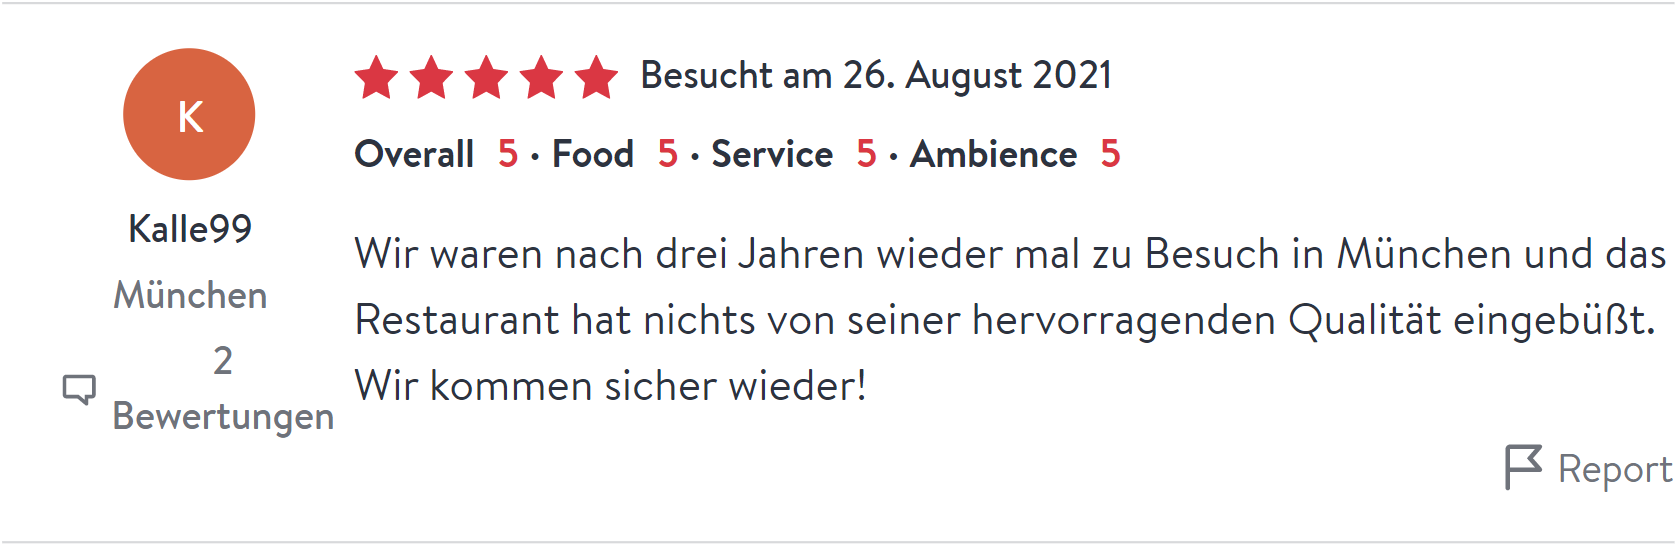 K
Kalle99
München
2
Bewertungen
Besucht am 26. August 2021
Overall 5 · Food 5 · Service 5 · Ambience 5
Wir waren nach drei Jahren wieder mal zu Besuch in München und das
Restaurant hat nichts von seiner hervorragenden Qualität eingebüßt.
Wir kommen sicher wieder!
Report